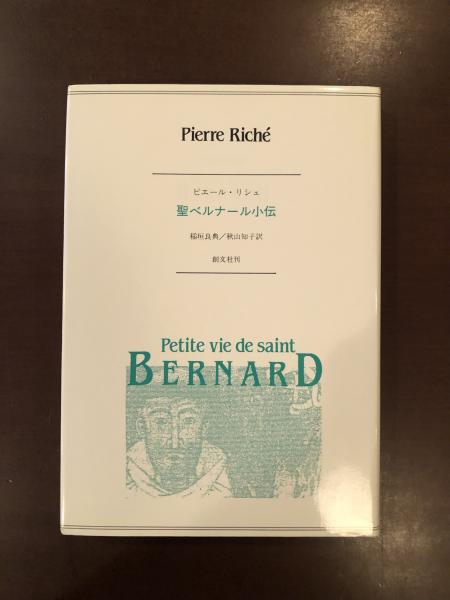 Pierre Riché
ピエール・リシェ
聖ベルナール小伝
稲垣良典/秋山知子訳
創文社刊
Petite vie de saint
BERNARD